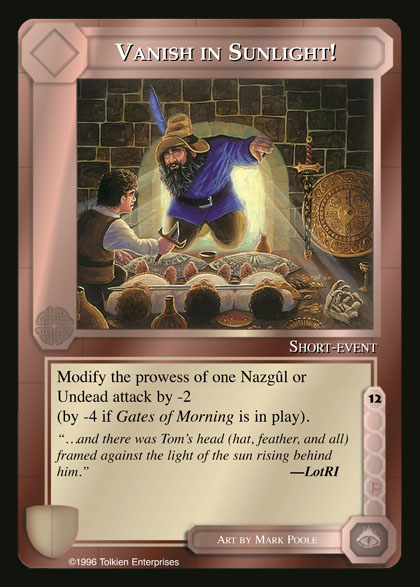 VANISH IN SUNLIGHT!
SHORT-EVENT
Modify the prowess of one Nazgûl or
Undead attack by -2
(by -4 if Gates of Morning is in play).
“…and there was Tom’s head (hat, feather, and all)
framed against the light of the sun rising behind
him.” —LotRI
12
F
ART BY MARK POOLE
©1996 Tolkien Enterprises